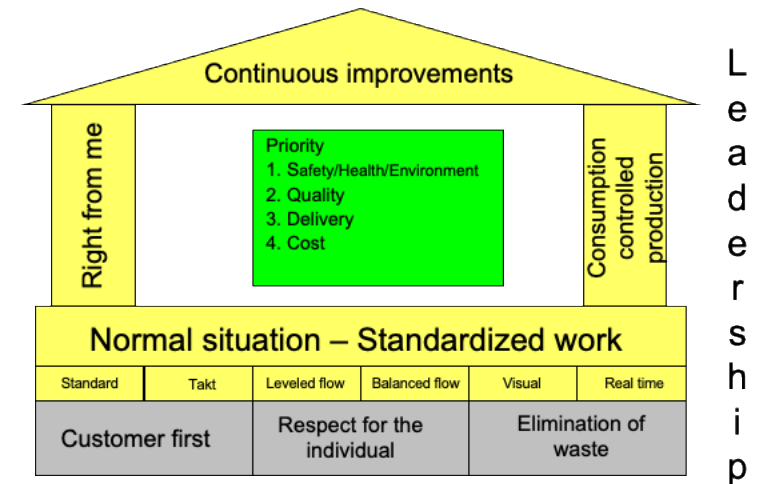 Continuous improvements
Right from me
Priority
1. Safety/Health/Environment
2. Quality
3. Delivery
4. Cost
Consumption
controlled
production
Normal situation – Standardized work
Standard
Takt
Leveled flow
Balanced flow
Visual
Real time
Customer first
Respect for the
individual
Elimination of
waste
Leadership